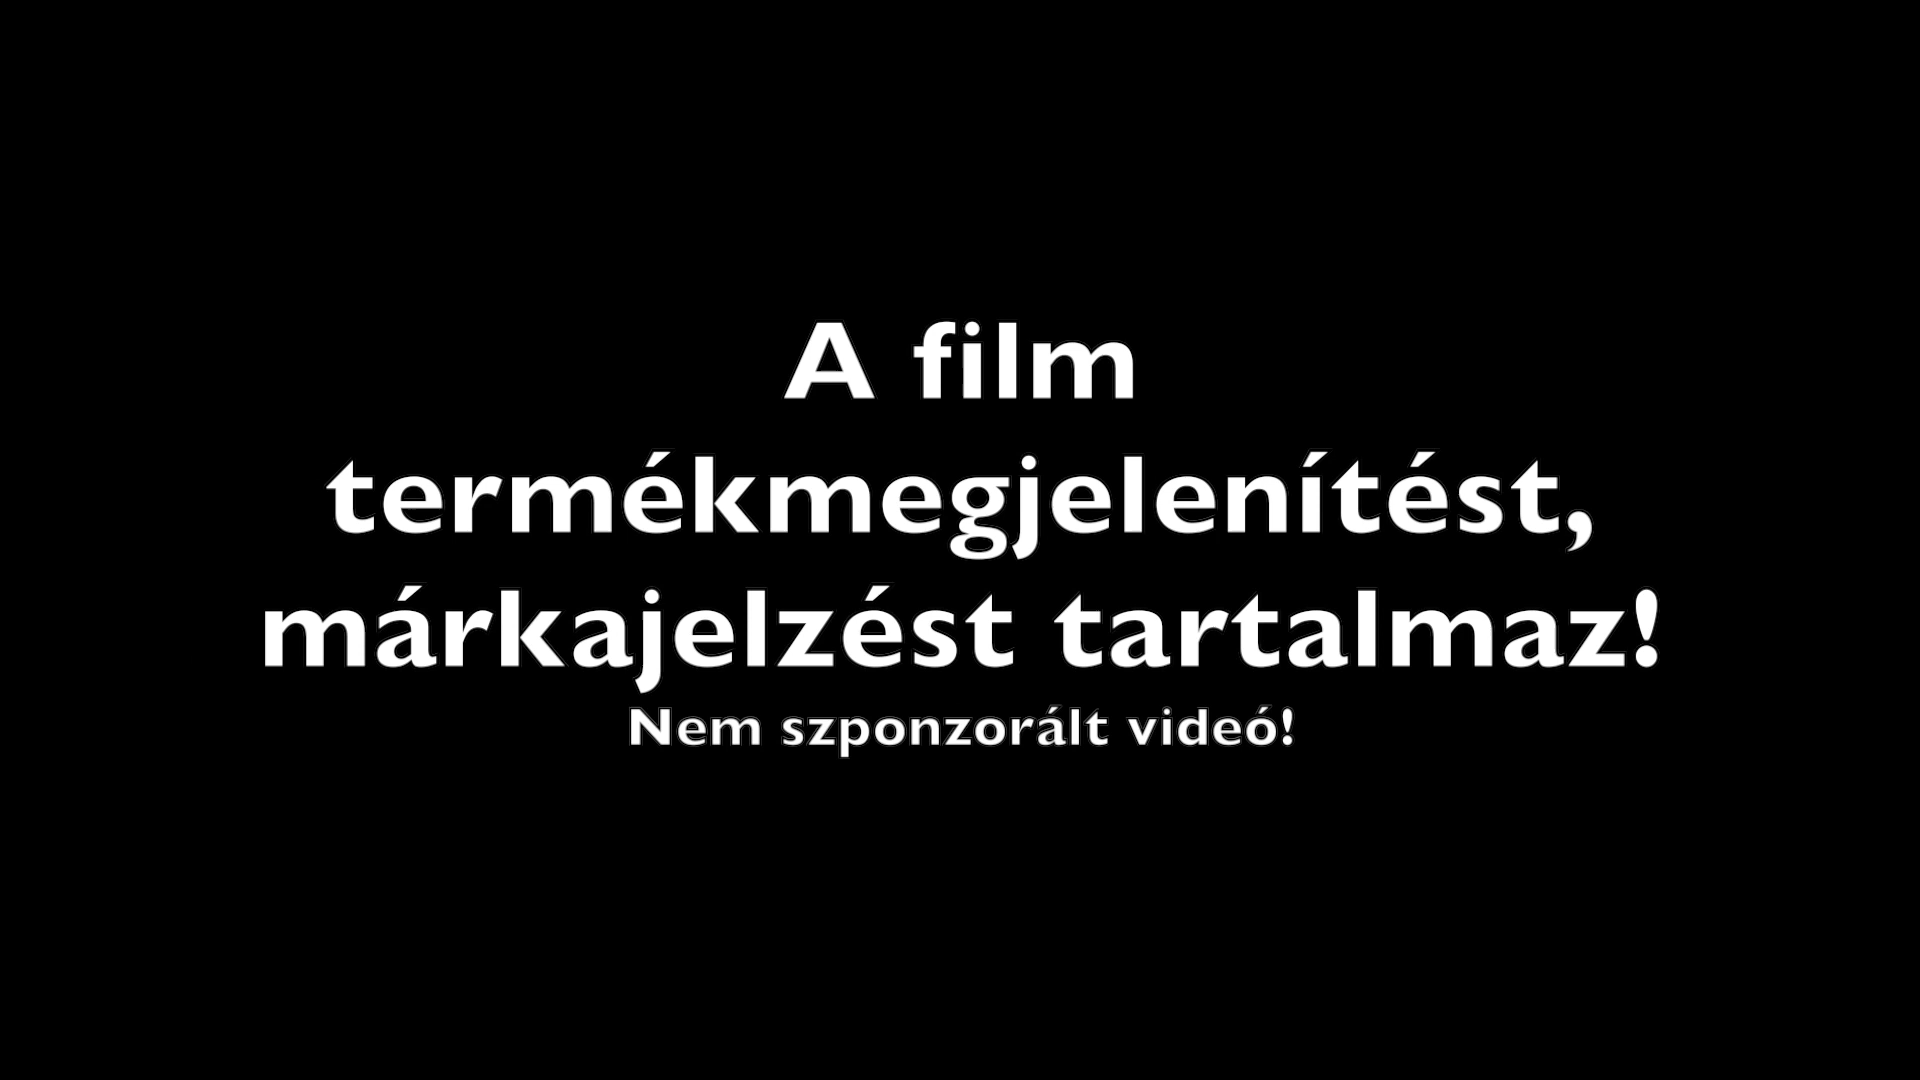 A film
termékmegjelenítést,
márkajelzést tartalmaz!
Nem szponzorált videó!